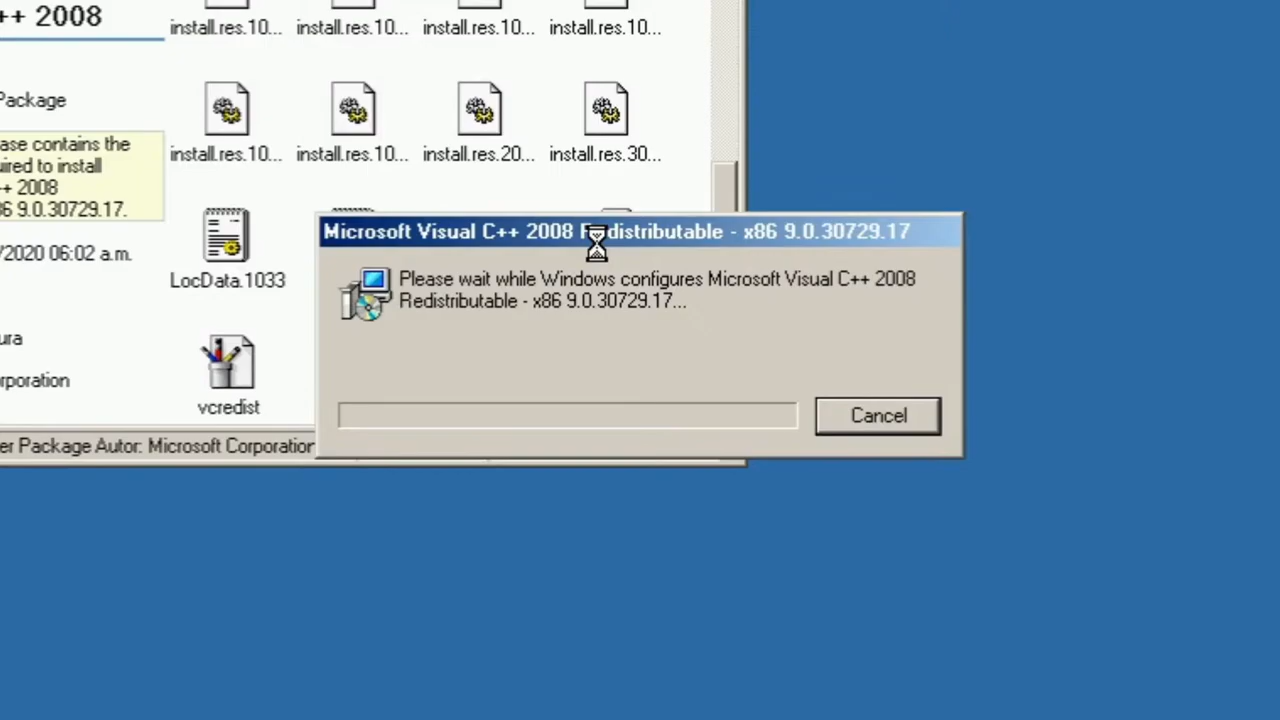 ++ 2008
install.res.10... install.res.10... install.res.10... install.res.10...
Package
ase contains the
uired to install
++ 2008
86 9.0.30729.17.
install.res.10... install.res.10... install.res.20... install.res.30...
/2020 06:02 a.m.
LocData.1033
ura
orporation
vcredist
er Package Autor: Microsoft Corporation
Microsoft Visual C++ 2008 Redistributable - x86 9.0.30729.17
Please wait while Windows configures Microsoft Visual C++ 2008
Redistributable - x86 9.0.30729.17...
Cancel